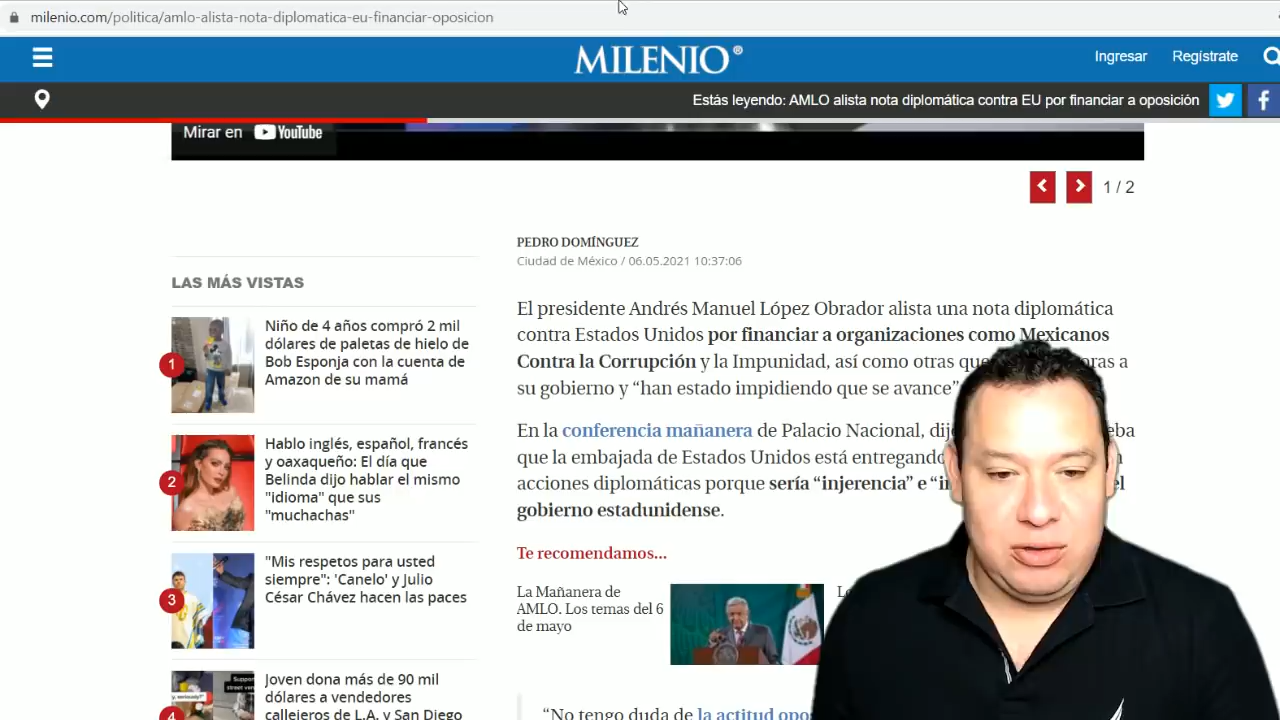 milenio.com/politica/amlo-alista-nota-diplomatica-eu-financiar-oposicion
MILENIO®
Ingresar
Regístrate
Estás leyendo: AMLO alista nota diplomática contra EU por financiar a oposición
Mirar en YouTube
1 / 2
PEDRO DOMÍNGUEZ
Ciudad de México / 06.05.2021 10:37:06
LAS MÁS VISTAS
1
Niño de 4 años compró 2 mil
dólares de paletas de hielo de
Bob Esponja con la cuenta de
Amazon de su mamá
2
Hablo inglés, español, francés
y oaxaqueño: El día que
Belinda dijo hablar el mismo
"idioma" que sus
"muchachas"
3
"Mis respetos para usted
siempre": 'Canelo' y Julio
César Chávez hacen las paces
4
Joven dona más de 90 mil
dólares a vendedores
callejeros de L.A. y San Diego
El presidente Andrés Manuel López Obrador alista una nota diplomática
contra Estados Unidos por financiar a organizaciones como Mexicanos
Contra la Corrupción y la Impunidad, así como otras que a
su gobierno y “han estado impidiendo que se avance”
En la conferencia mañanera de Palacio Nacional,
que la embajada de Estados Unidos está
acciones diplomáticas porque sería “injerencia” e
gobierno estadunidense.
Te recomendamos...
La Mañanera de
AMLO. Los temas del 6
de mayo
“No tengo duda de la actitud